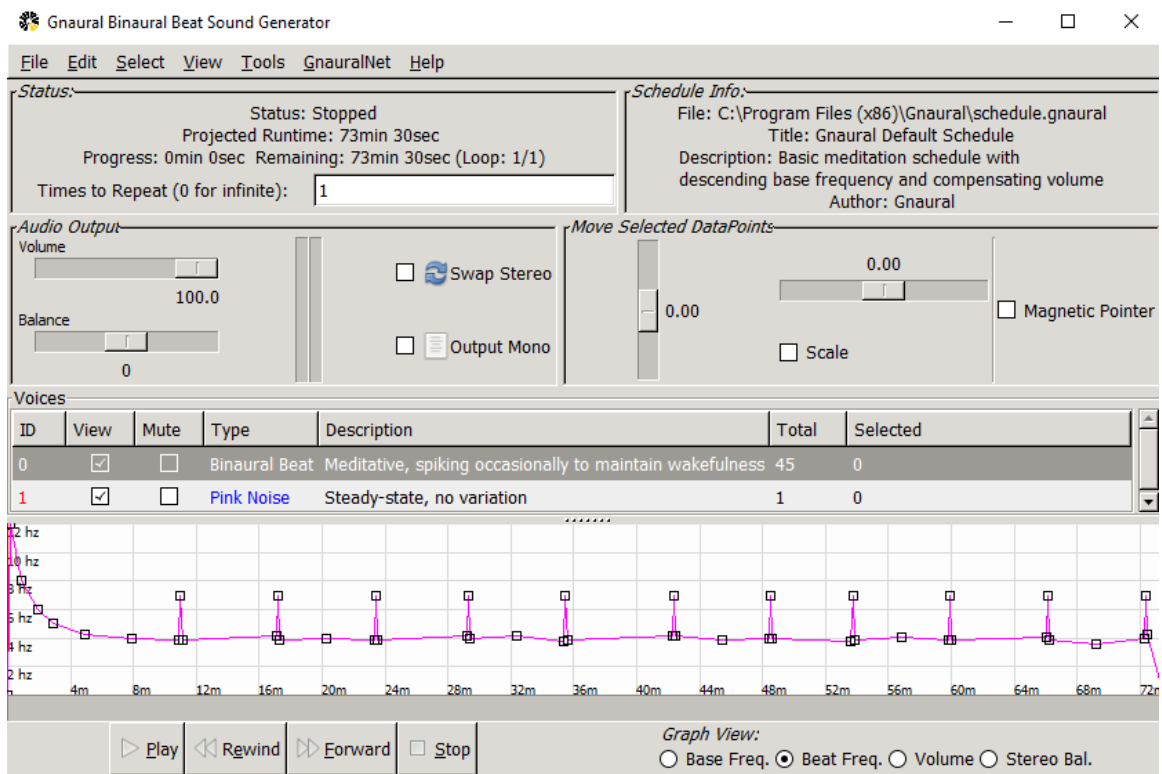 Gnaural Binaural Beat Sound Generator
File Edit Select View Tools GnauralNet Help
Status:
Status: Stopped
Projected Runtime: 73min 30sec
Progress: 0min 0sec Remaining: 73min 30sec (Loop: 1/1)
Times to Repeat (0 for infinite): 1
Schedule Info:
File: C:\Program Files (x86)\Gnaural\schedule.gnaural
Title: Gnaural Default Schedule
Description: Basic meditation schedule with
descending base frequency and compensating volume
Author: Gnaural
Audio Output
Volume
100.0
Balance
0
Swap Stereo
Output Mono
Move Selected DataPoints
0.00
0.00
Scale
Magnetic Pointer
Voices
ID View Mute Type Description Total Selected
0 Binaural Beat Meditative, spiking occasionally to maintain wakefulness 45 0
1 Pink Noise Steady-state, no variation 1 0
12 hz
10 hz
8 hz
6 hz
4 hz
2 hz
4m 8m 12m 16m 20m 24m 28m 32m 36m 40m 44m 48m 52m 56m 60m 64m 68m 72m
Play Rewind Forward Stop
Graph View:
Base Freq. Beat Freq. Volume Stereo Bal.